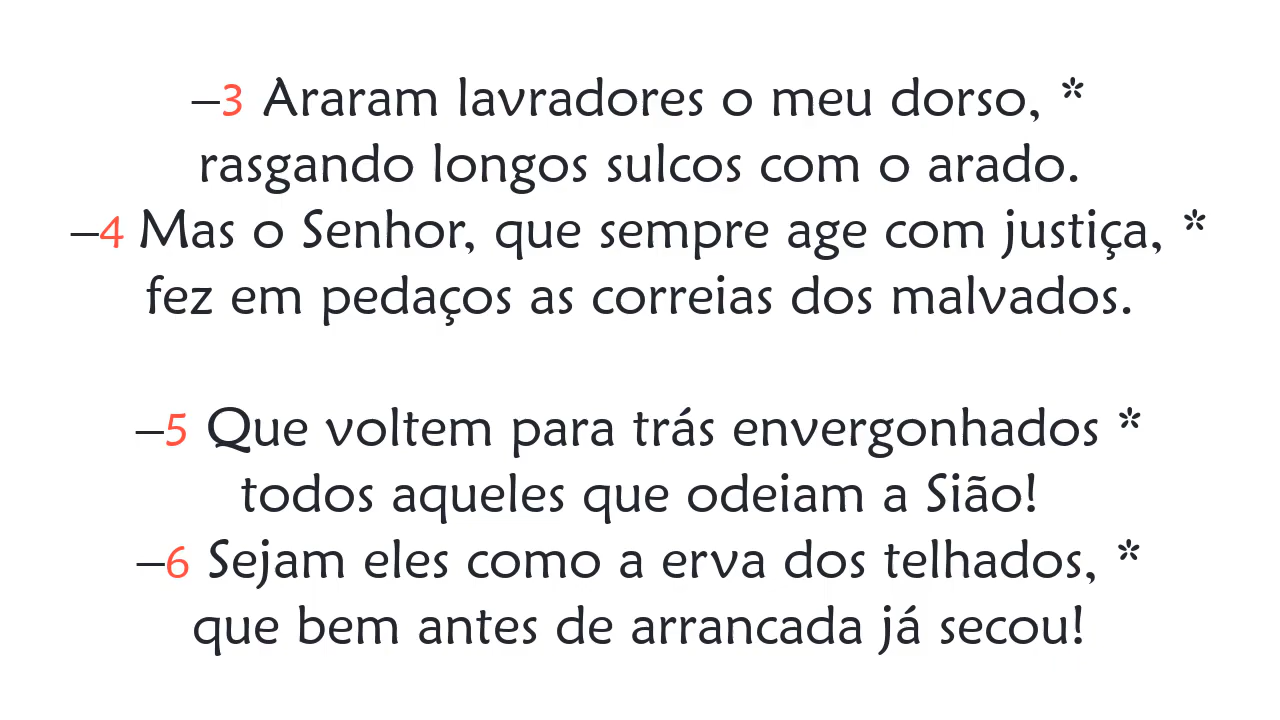 –3 Araram lavradores o meu dorso, *
rasgando longos sulcos com o arado.
–4 Mas o Senhor, que sempre age com justiça, *
fez em pedaços as correias dos malvados.
–5 Que voltem para trás envergonhados *
todos aqueles que odeiam a Sião!
–6 Sejam eles como a erva dos telhados, *
que bem antes de arrancada já secou!